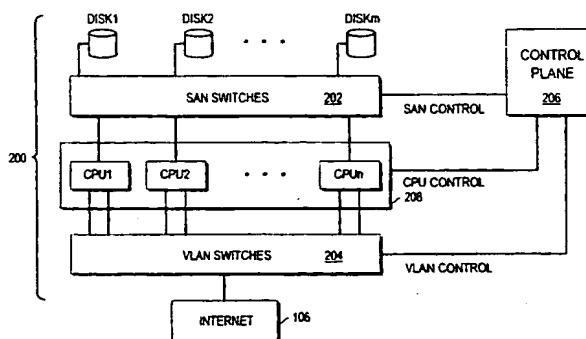 DISK1 DISK2 . . . DISKm
CONTROL
PLANE
206
SAN SWITCHES 202
SAN CONTROL
200
CPU1 CPU2 . . . CPUn
CPU CONTROL
208
VLAN SWITCHES 204
VLAN CONTROL
INTERNET 106